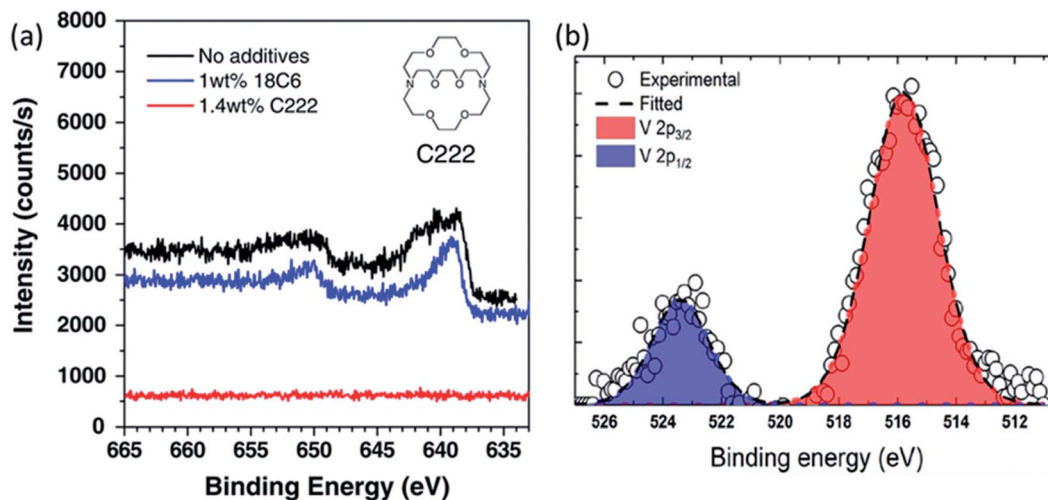 (a)
8000
7000
6000
5000
4000
3000
2000
1000
0
Intensity (counts/s)
No additives
1wt% 18C6
1.4wt% C222
O O
N O O N
O O
C222
665 660 655 650 645 640 635
Binding Energy (eV)
(b)
Experimental
Fitted
V 2p3/2
V 2p1/2
526 524 522 520 518 516 514 512
Binding energy (eV)